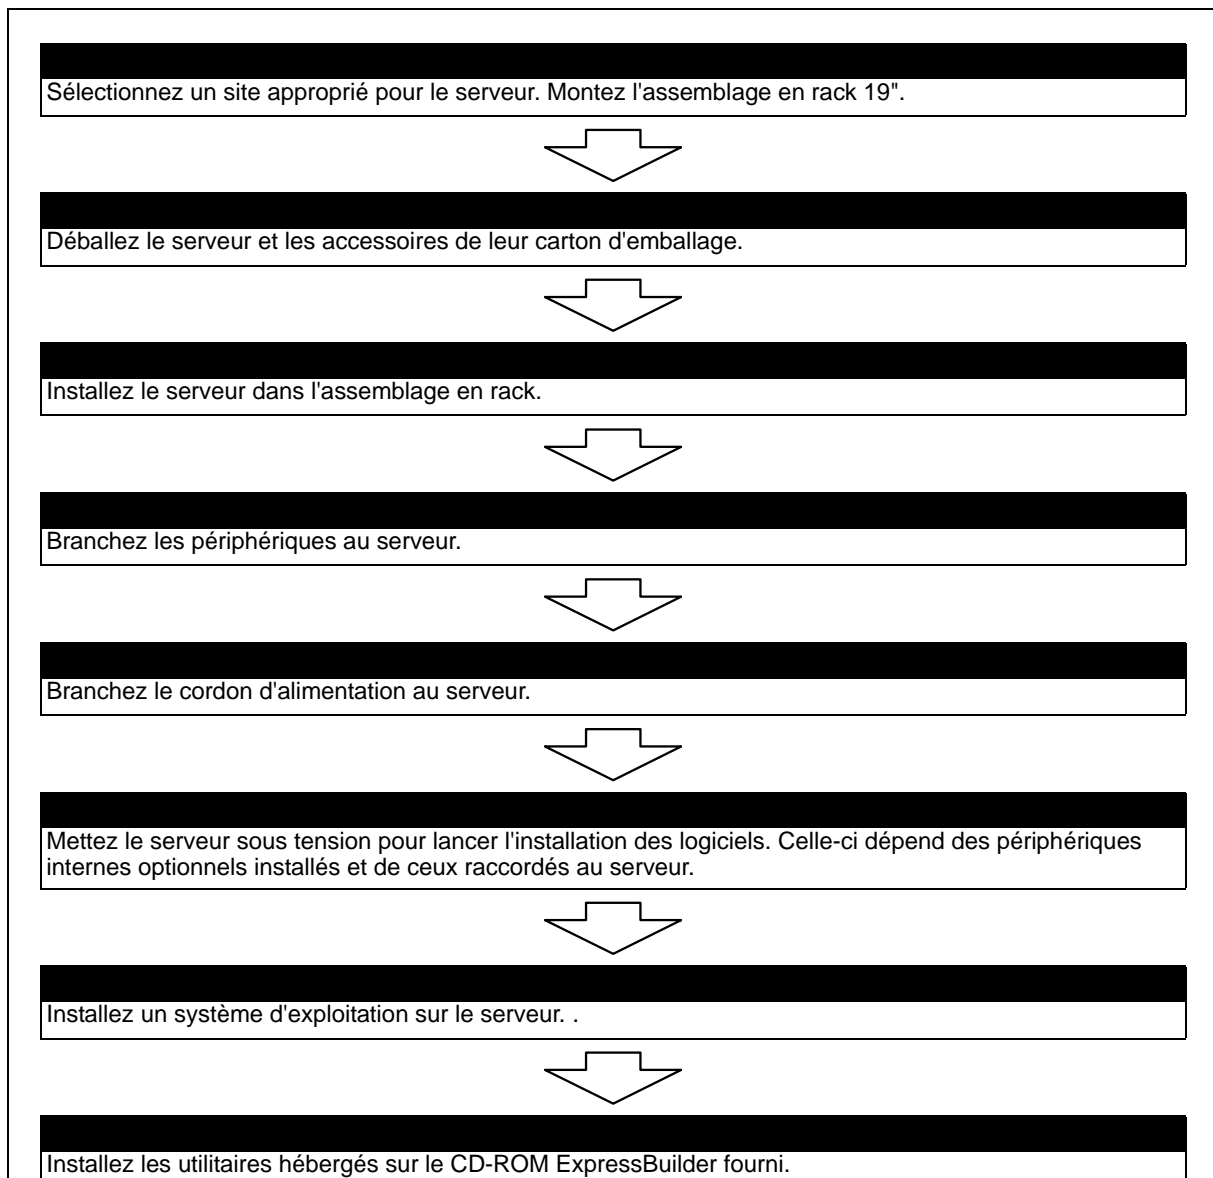 Sélectionnez un site approprié pour le serveur. Montez l'assemblage en rack 19".
Déballez le serveur et les accessoires de leur carton d'emballage.
Installez le serveur dans l'assemblage en rack.
Branchez les périphériques au serveur.
Branchez le cordon d'alimentation au serveur.
Mettez le serveur sous tension pour lancer l'installation des logiciels. Celle-ci dépend des périphériques
internes optionnels installés et de ceux raccordés au serveur.
Installez un système d'exploitation sur le serveur. .
Installez les utilitaires hébergés sur le CD-ROM ExpressBuilder fourni.